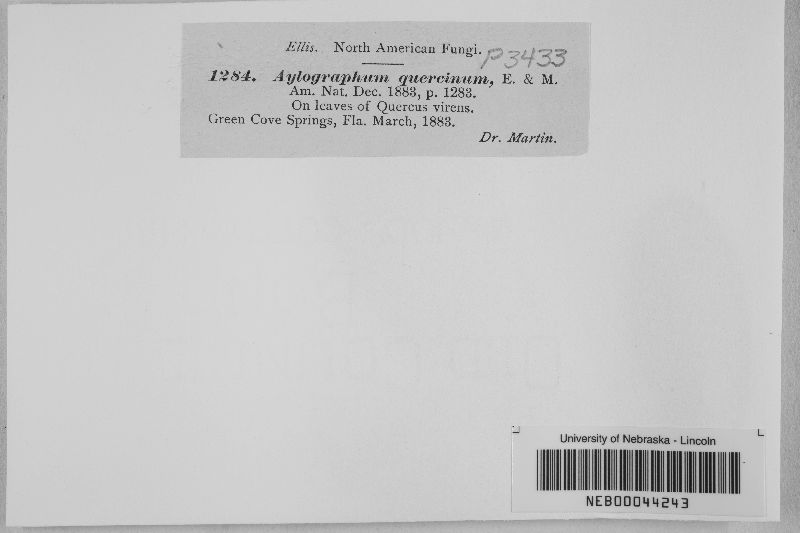 Ellis. North American Fungi.
P3433
1284. Aylographum quercinum, E. & M.
Am. Nat. Dec. 1883, p. 1283.
On leaves of Quercus virens.
Green Cove Springs, Fla. March, 1883.
Dr. Martin.
University of Nebraska - Lincoln
NEB00044243